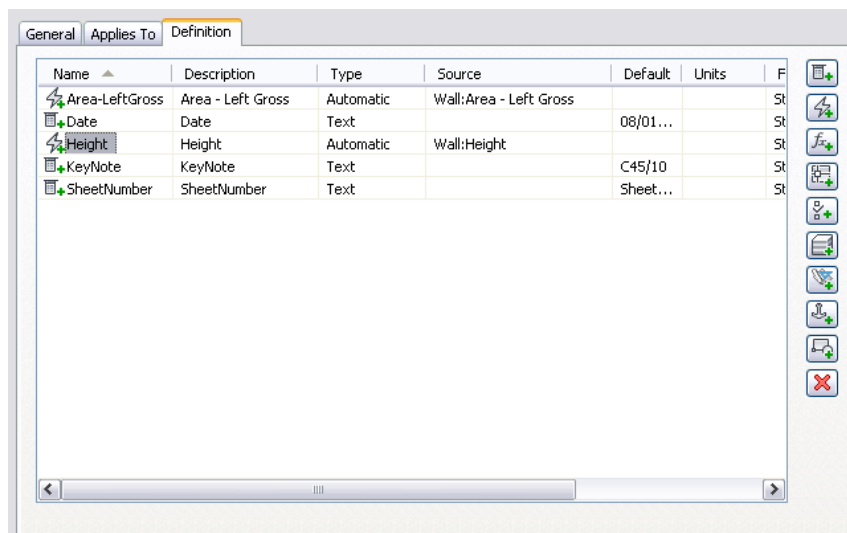 General Applies To Definition
Name Description Type Source Default Units F
Area-LeftGross Area - Left Gross Automatic Wall:Area - Left Gross St
Date Date Text 08/01... St
Height Height Automatic Wall:Height St
KeyNote KeyNote Text C45/10 St
SheetNumber SheetNumber Text Sheet... St